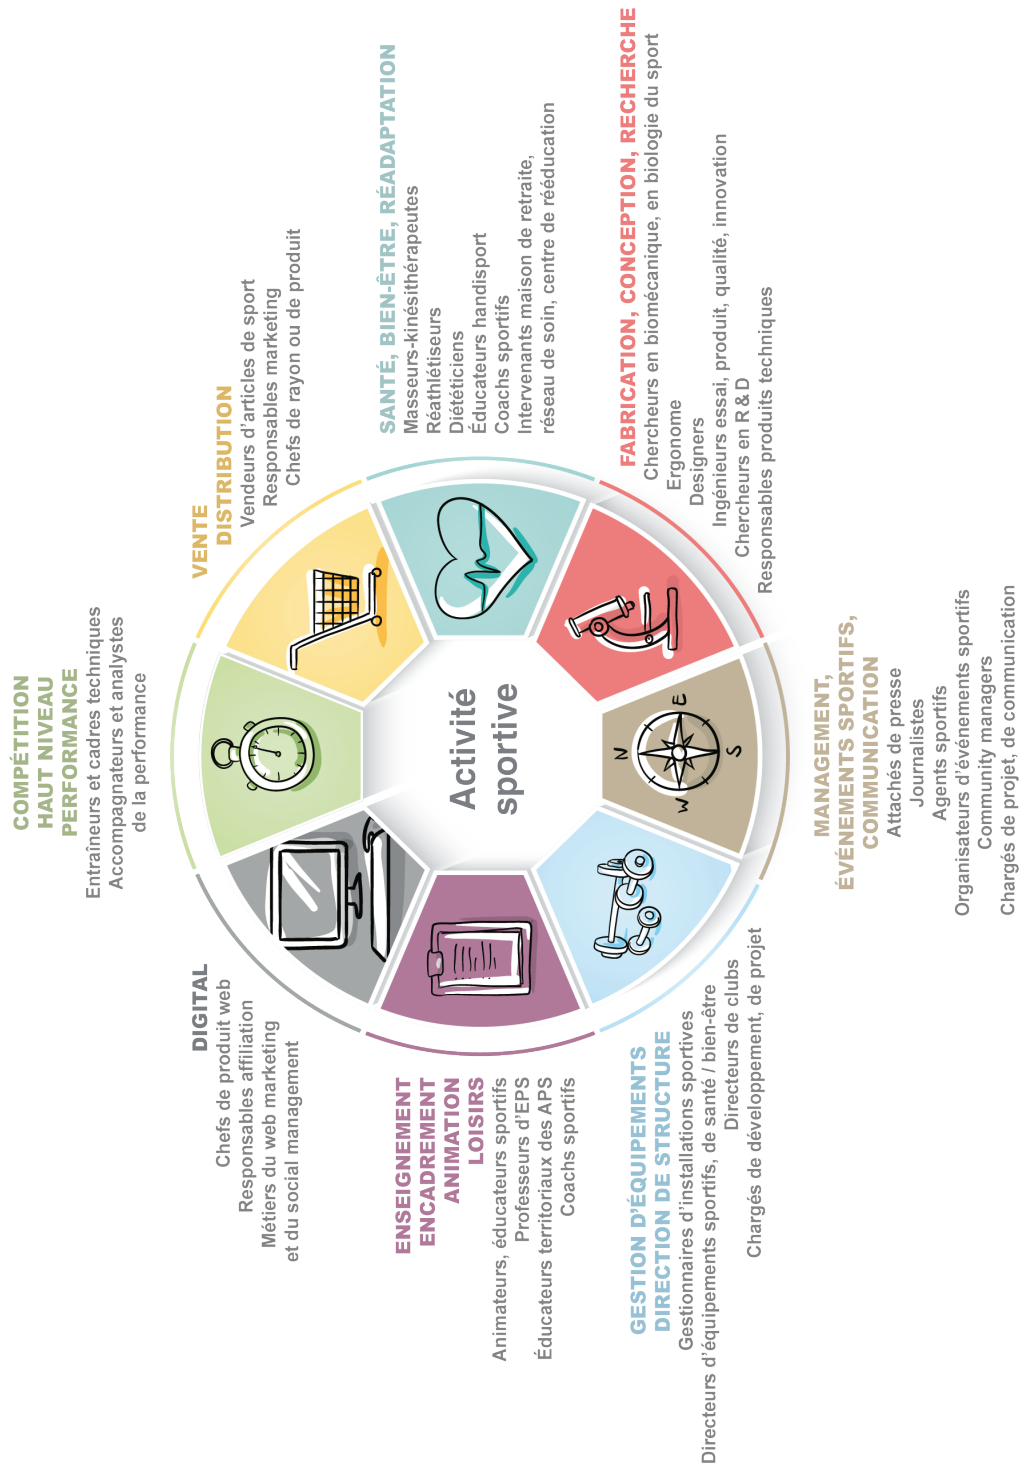 COMPÉTITION
HAUT NIVEAU
PERFORMANCE
Entraîneurs et cadres techniques
Accompagnateurs et analystes
de la performance
VENTE
DISTRIBUTION
Vendeurs d'articles de sport
Responsables marketing
Chefs de rayon ou de produit
SANTÉ, BIEN-ÊTRE, RÉADAPTATION
Masseurs-kinésithérapeutes
Réathlétiseurs
Diététiciens
Éducateurs handisport
Coachs sportifs
Intervenants maison de retraite,
réseau de soin, centre de rééducation
FABRICATION, CONCEPTION, RECHERCHE
Chercheurs en biomécanique, en biologie du sport
Ergonome
Designers
Ingénieurs essai, produit, qualité, innovation
Chercheurs en R & D
Responsables produits techniques
MANAGEMENT,
ÉVÉNEMENTS SPORTIFS,
COMMUNICATION
Attachés de presse
Journalistes
Agents sportifs
Organisateurs d'événements sportifs
Community managers
Chargés de projet, de communication
GESTION D'ÉQUIPEMENTS
DIRECTION DE STRUCTURE
Gestionnaires d'installations sportives
Directeurs d'équipements sportifs, de santé / bien-être
Directeurs de clubs
Chargés de développement, de projet
ENSEIGNEMENT
ENCADREMENT
ANIMATION
LOISIRS
Animateurs, éducateurs sportifs
Professeurs d'EPS
Éducateurs territoriaux des APS
Coachs sportifs
DIGITAL
Chefs de produit web
Responsables affiliation
Métiers du web marketing
et du social management
Activité
sportive
N
E
S
W